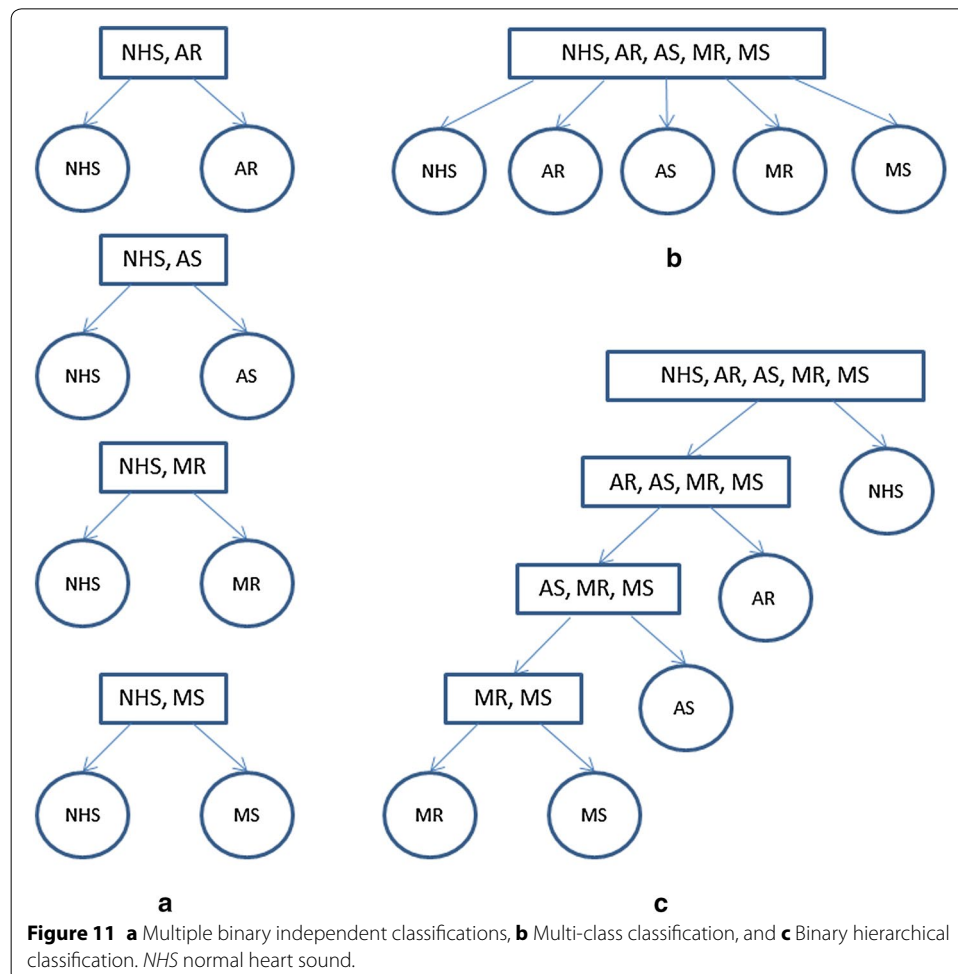 NHS, AR
NHS
AR
NHS, AS
NHS
AS
NHS, MR
NHS
MR
NHS, MS
NHS
MS
a
NHS, AR, AS, MR, MS
NHS
AR
AS
MR
MS
b
NHS, AR, AS, MR, MS
AR, AS, MR, MS
NHS
AS, MR, MS
AR
MR, MS
AS
MR
MS
c
Figure 11 a Multiple binary independent classifications, b Multi-class classification, and c Binary hierarchical
classification. NHS normal heart sound.